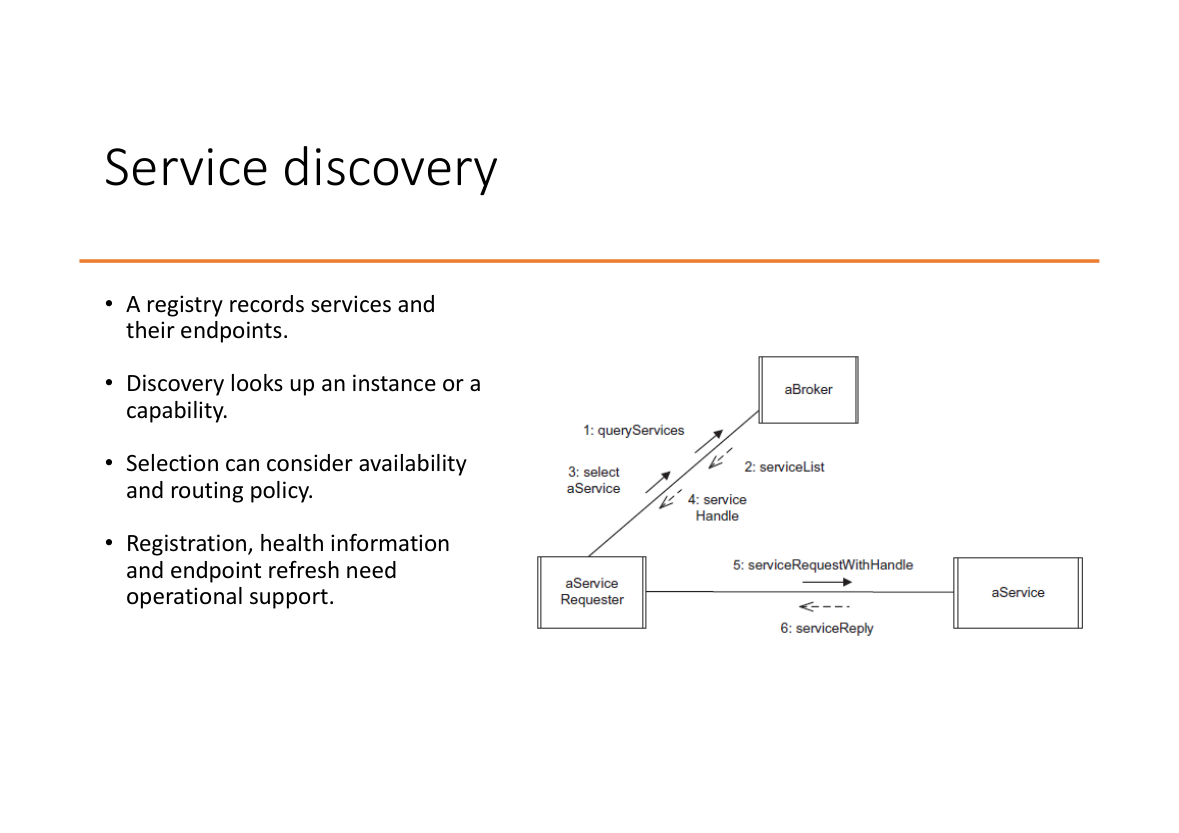 Service discovery
• A registry records services and
their endpoints.
• Discovery looks up an instance or a
capability.
• Selection can consider availability
and routing policy.
• Registration, health information
and endpoint refresh need
operational support.
aBroker
1: queryServices
2: serviceList
3: select
aService
4: service
Handle
5: serviceRequestWithHandle
aService
Requester
aService
6: serviceReply